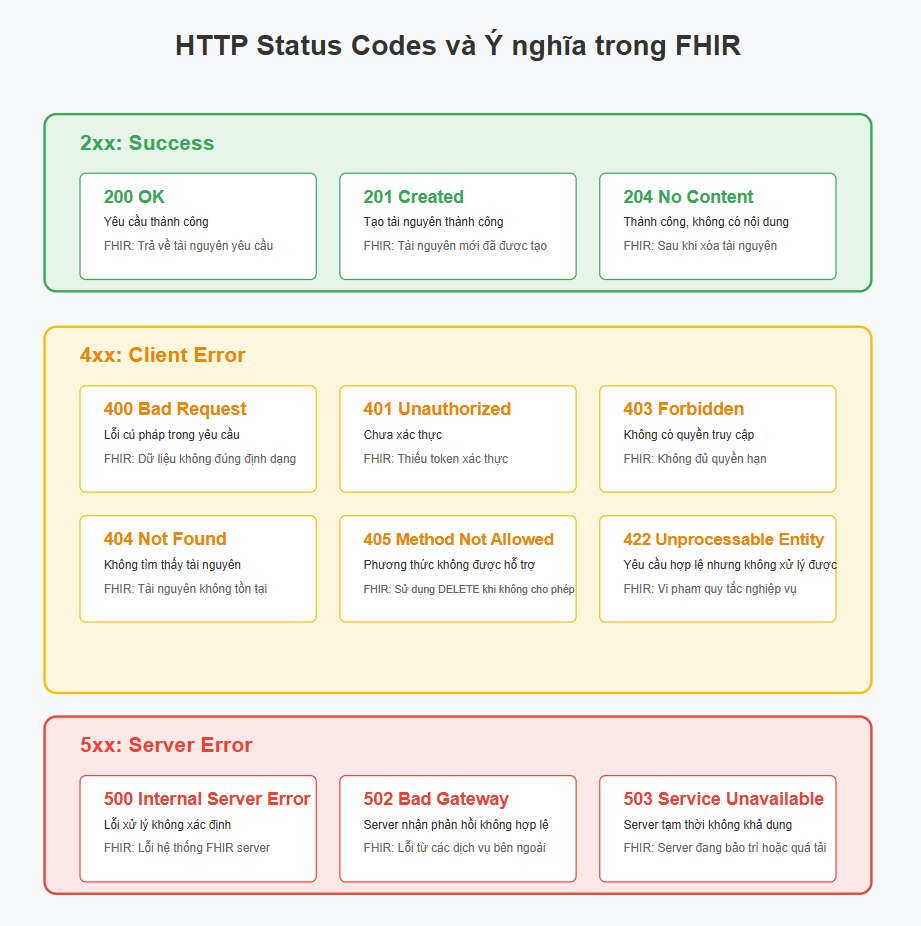 HTTP Status Codes và Ý nghĩa trong FHIR
2xx: Success
200 OK
Yêu cầu thành công
FHIR: Trả về tài nguyên yêu cầu
201 Created
Tạo tài nguyên thành công
FHIR: Tài nguyên mới đã được tạo
204 No Content
Thành công, không có nội dung
FHIR: Sau khi xóa tài nguyên
4xx: Client Error
400 Bad Request
Lỗi cú pháp trong yêu cầu
FHIR: Dữ liệu không đúng định dạng
401 Unauthorized
Chưa xác thực
FHIR: Thiếu token xác thực
403 Forbidden
Không có quyền truy cập
FHIR: Không đủ quyền hạn
404 Not Found
Không tìm thấy tài nguyên
FHIR: Tài nguyên không tồn tại
405 Method Not Allowed
Phương thức không được hỗ trợ
FHIR: Sử dụng DELETE khi không cho phép
422 Unprocessable Entity
Yêu cầu hợp lệ nhưng không xử lý được
FHIR: Vi phạm quy tắc nghiệp vụ
5xx: Server Error
500 Internal Server Error
Lỗi xử lý không xác định
FHIR: Lỗi hệ thống FHIR server
502 Bad Gateway
Server nhận phản hồi không hợp lệ
FHIR: Lỗi từ các dịch vụ bên ngoài
503 Service Unavailable
Server tạm thời không khả dụng
FHIR: Server đang bảo trì hoặc quá tải